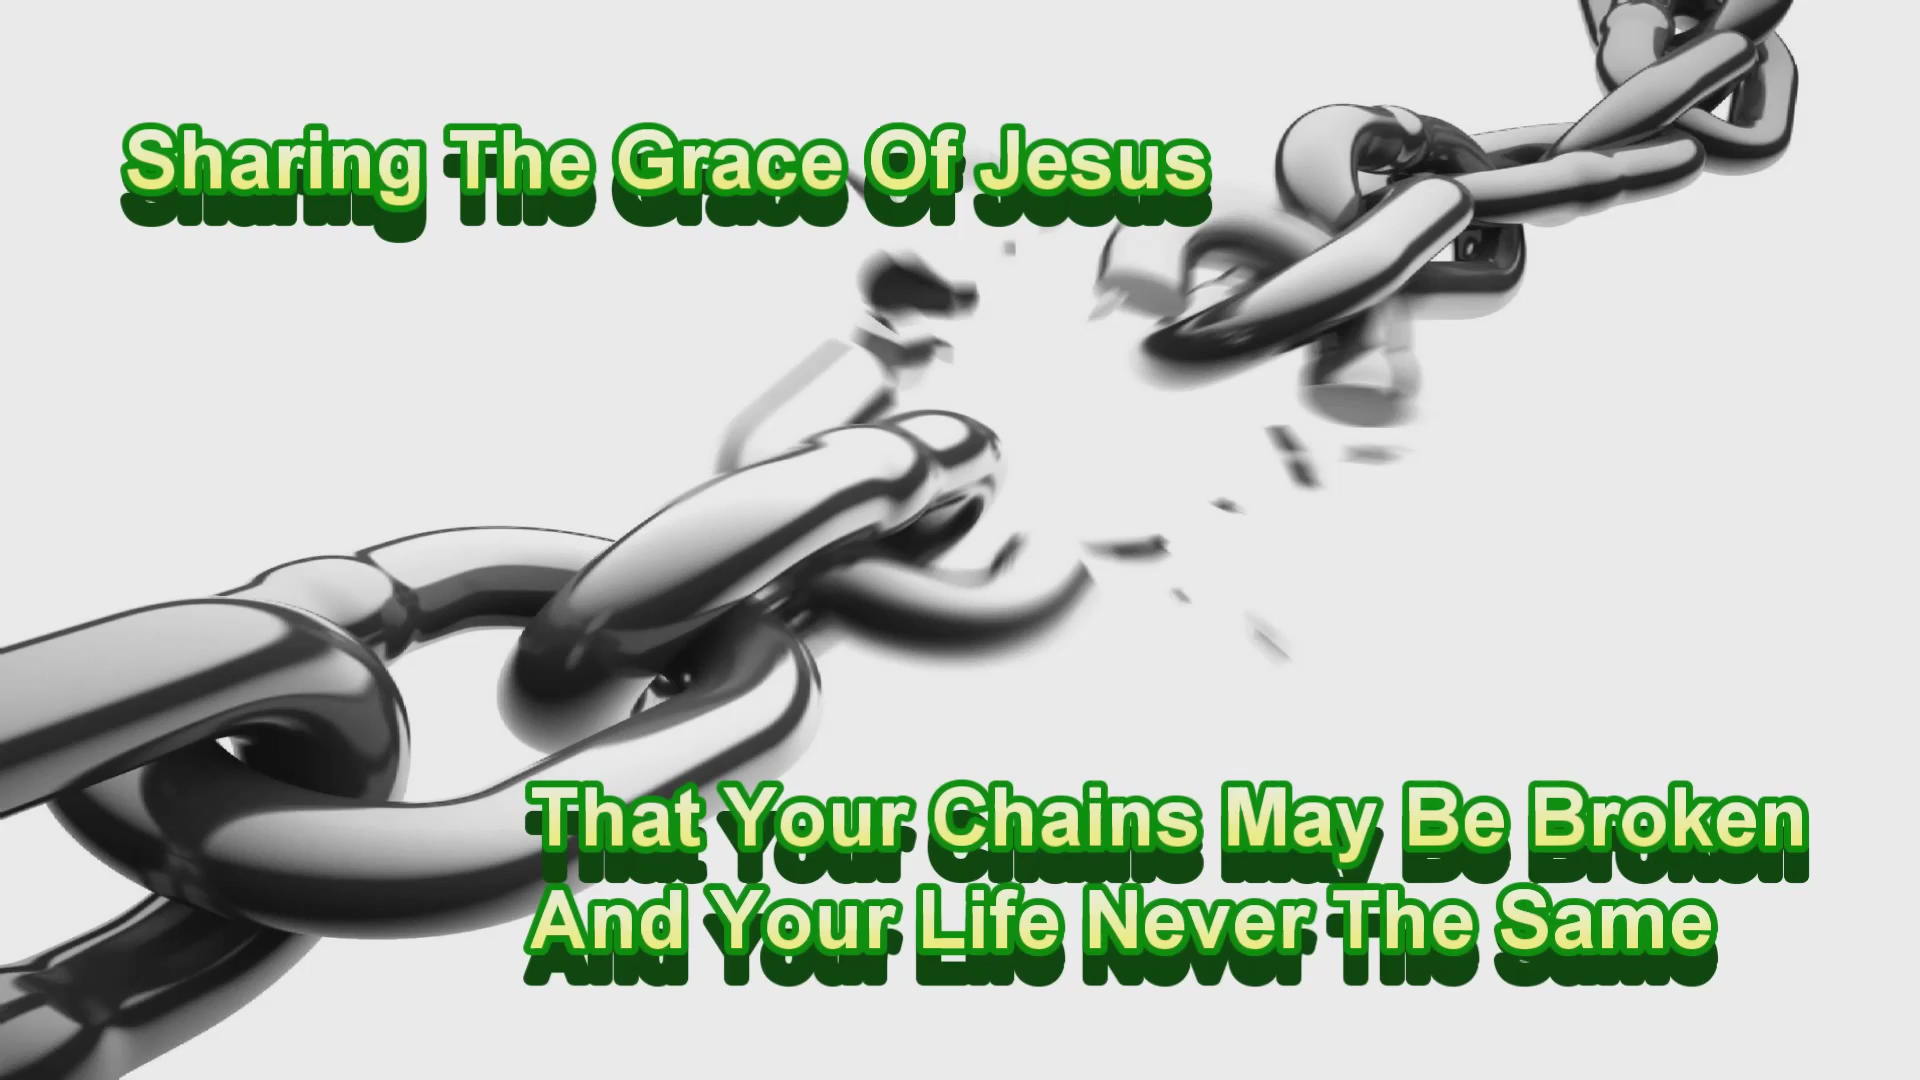 Sharing The Grace Of Jesus
That Your Chains May Be Broken
And Your Life Never The Same